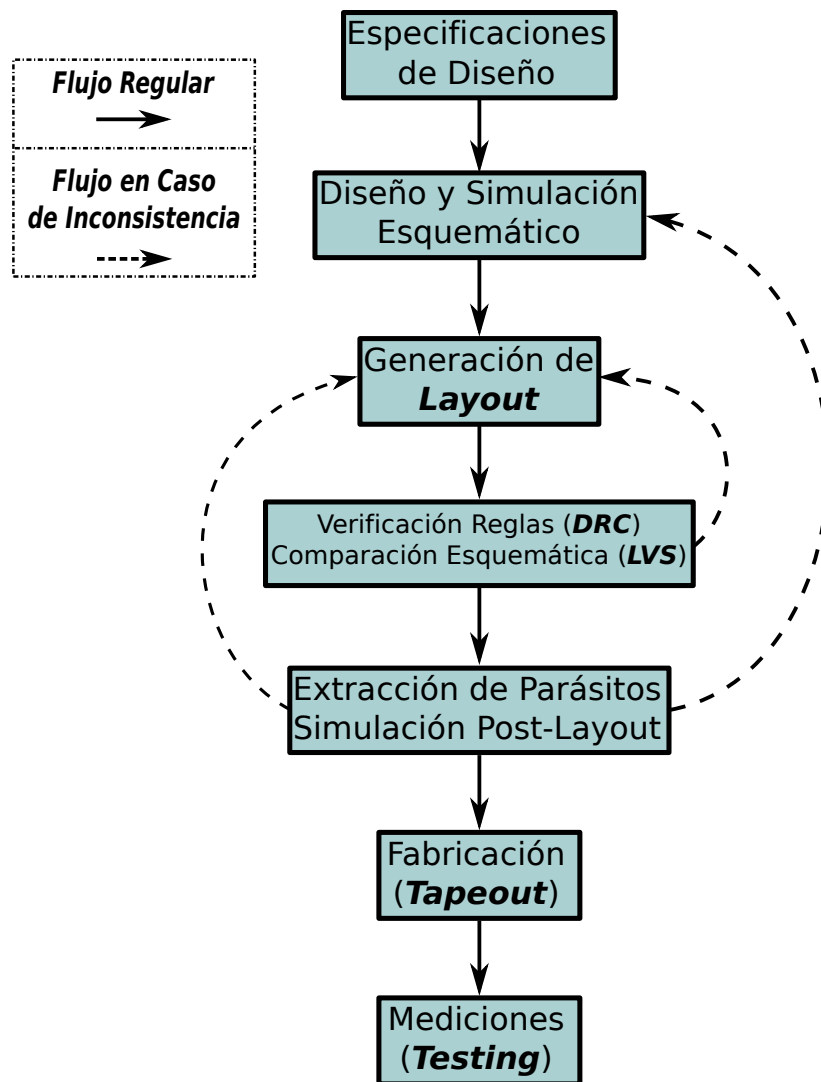 Especificaciones
de Diseño
Flujo Regular
Flujo en Caso
de Inconsistencia
Diseño y Simulación
Esquemático
Generación de
Layout
Verificación Reglas (DRC)
Comparación Esquemática (LVS)
Extracción de Parásitos
Simulación Post-Layout
Fabricación
(Tapeout)
Mediciones
(Testing)